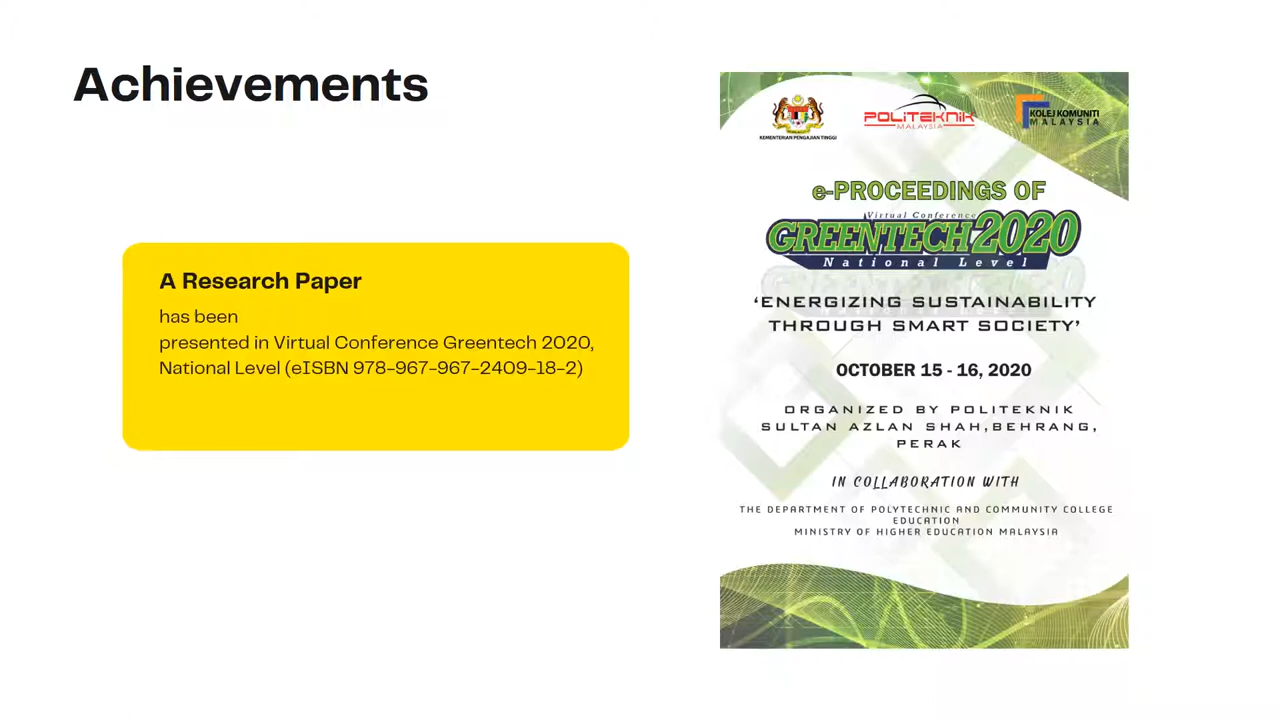 Achievements
A Research Paper
has been
presented in Virtual Conference Greentech 2020,
National Level (eISBN 978-967-967-2409-18-2)
KEMENTERIAN PENGAJIAN TINGGI
POLITEKNIK
MALAYSIA
KOLEJ KOMUNITI
MALAYSIA
e-PROCEEDINGS OF
Virtual Conference
GREENTECH 2020
National Level
‘ENERGIZING SUSTAINABILITY
THROUGH SMART SOCIETY’
OCTOBER 15 - 16, 2020
ORGANIZED BY POLITEKNIK
SULTAN AZLAN SHAH,BEHRANG,
PERAK
IN COLLABORATION WITH
THE DEPARTMENT OF POLYTECHNIC AND COMMUNITY COLLEGE
EDUCATION
MINISTRY OF HIGHER EDUCATION MALAYSIA